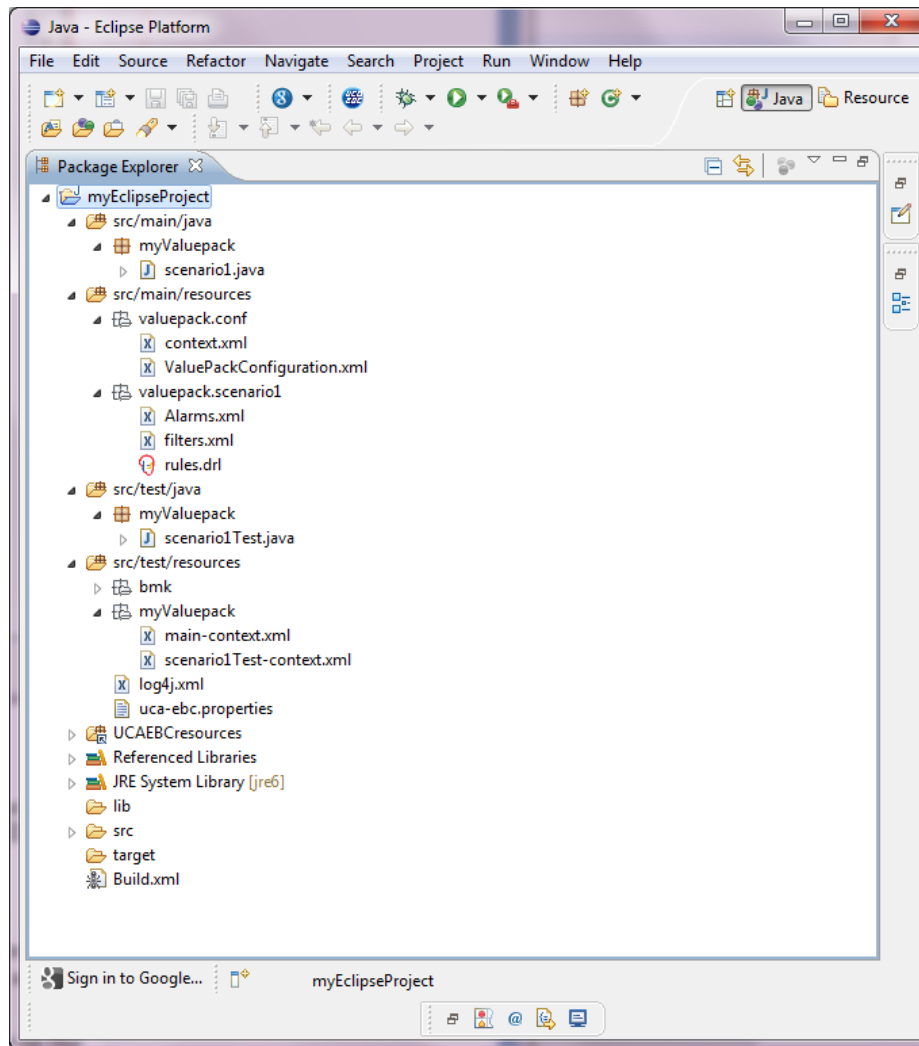 Java - Eclipse Platform
File Edit Source Refactor Navigate Search Project Run Window Help
Java Resource
Package Explorer
myEclipseProject
src/main/java
myValuepack
scenario1.java
src/main/resources
valuepack.conf
context.xml
ValuePackConfiguration.xml
valuepack.scenario1
Alarms.xml
filters.xml
rules.drl
src/test/java
myValuepack
scenario1Test.java
src/test/resources
bmk
myValuepack
main-context.xml
scenario1Test-context.xml
log4j.xml
uca-ebc.properties
UCAEBCresources
Referenced Libraries
JRE System Library [jre6]
lib
src
target
Build.xml
Sign in to Google... myEclipseProject